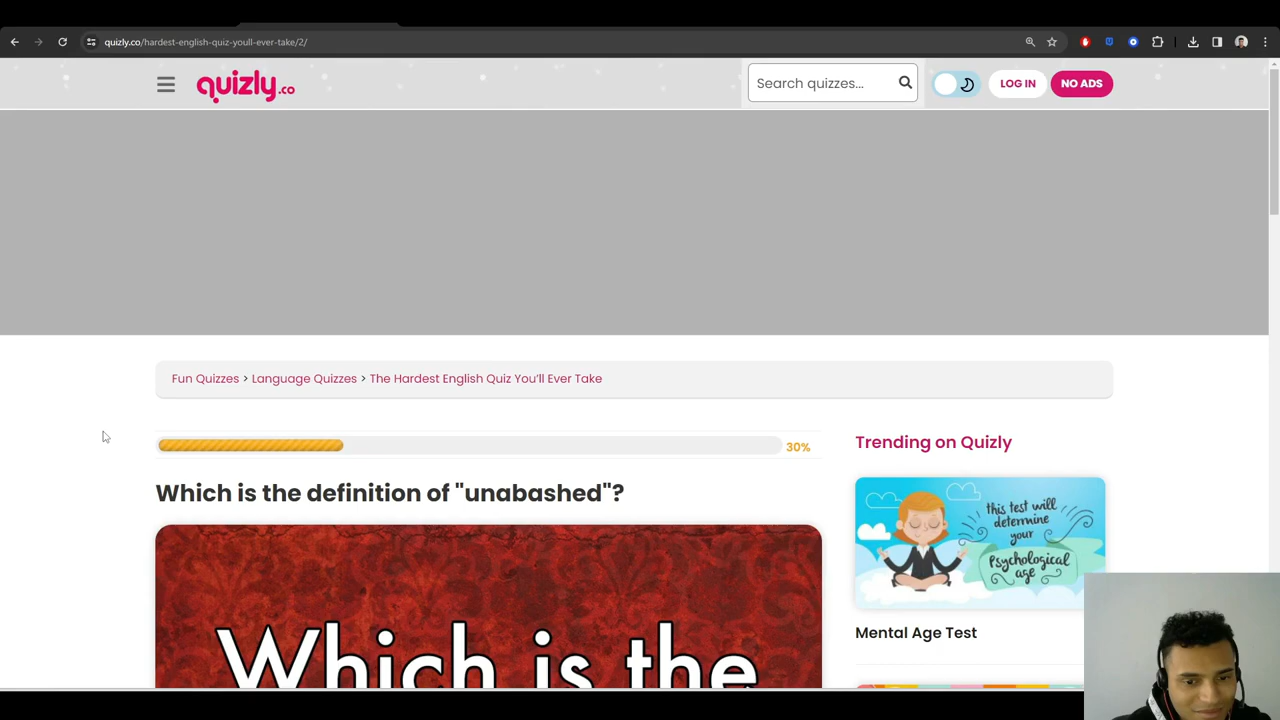 quizly.co/hardest-english-quiz-youll-ever-take/2/
quizly.co
Search quizzes...
LOG IN
NO ADS
Fun Quizzes > Language Quizzes > The Hardest English Quiz You'll Ever Take
30%
Trending on Quizly
Which is the definition of "unabashed"?
this test will
determine
your
Psychological
age
Mental Age Test
Which is the